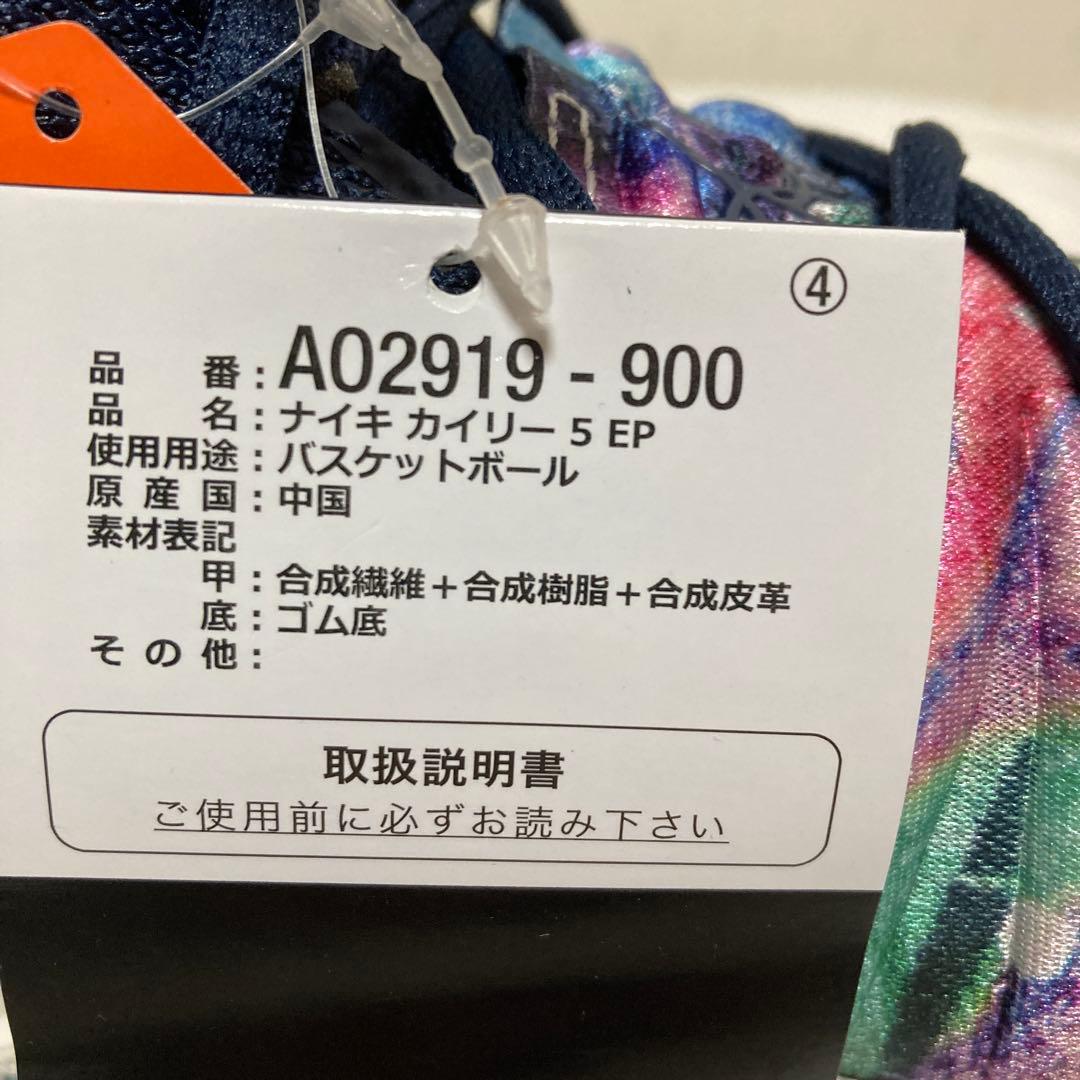 ④
品番：AO2919 - 900
品名：ナイキ カイリー 5 EP
使用用途：バスケットボール
原産国：中国
素材表記
甲：合成繊維＋合成樹脂＋合成皮革
底：ゴム底
その他：
取扱説明書
ご使用前に必ずお読み下さい